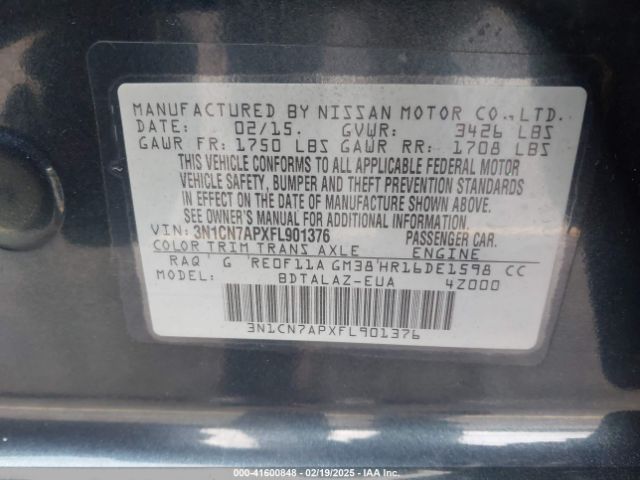 MANUFACTURED BY NISSAN MOTOR CO., LTD.
DATE: 02/15. GVWR: 3426 LBS
GAWR FR: 1750 LBS GAWR RR: 1708 LBS
THIS VEHICLE CONFORMS TO ALL APPLICABLE FEDERAL MOTOR
VEHICLE SAFETY, BUMPER AND THEFT PREVENTION STANDARDS
IN EFFECT ON THE DATE OF MANUFACTURE SHOWN ABOVE.
SEE OWNER'S MANUAL FOR ADDITIONAL INFORMATION.
VIN: 3N1CN7APXFL901376 PASSENGER CAR.
COLOR TRIM TRANS AXLE ENGINE
RAQ G RE0F11A GM38 HR16DE1598 CC
MODEL: BDTALAZ-EUA 4Z000
3N1CN7APXFL901376
000-41600848 - 02/19/2025 - IAA Inc.